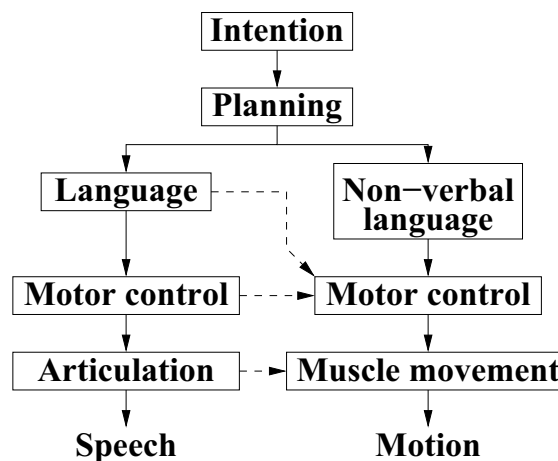 Intention
Planning
Language
Non−verbal
language
Motor control
Motor control
Articulation
Muscle movement
Speech
Motion